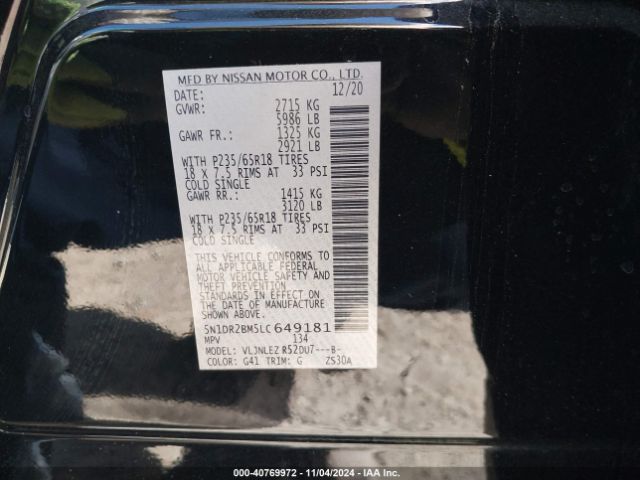 MFD BY NISSAN MOTOR CO., LTD.
DATE: 12/20
GVWR: 2715 KG
5986 LB
GAWR FR.: 1325 KG
2921 LB
WITH P235/65R18 TIRES
18 X 7.5 RIMS AT 33 PSI
COLD SINGLE
GAWR RR.: 1415 KG
3120 LB
WITH P235/65R18 TIRES
18 X 7.5 RIMS AT 33 PSI
COLD SINGLE
THIS VEHICLE CONFORMS TO
ALL APPLICABLE FEDERAL
MOTOR VEHICLE SAFETY AND
THEFT PREVENTION
STANDARDS IN EFFECT ON
THE DATE OF MANUFACTURE
SHOWN ABOVE.
5N1DR2BM5LC649181
MPV 134
MODEL: VLJNLEZ R52DU7---B-
COLOR: G41 TRIM: G ZS30A
000-40769972 - 11/04/2024 - IAA Inc.